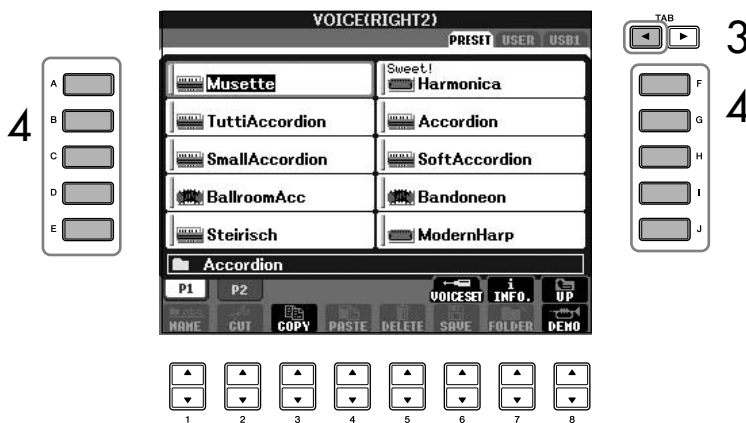 VOICE(RIGHT2)
PRESET USER USB1
TAB
3
4
A
B
C
D
E
Musette
TuttiAccordion
SmallAccordion
BallroomAcc
Steirisch
Sweet!
Harmonica
Accordion
SoftAccordion
Bandoneon
ModernHarp
F
G
H
I
J
4
Accordion
P1 P2 VOICESET INFO. UP
NAME CUT COPY PASTE DELETE SAVE FOLDER DEMO
1 2 3 4 5 6 7 8